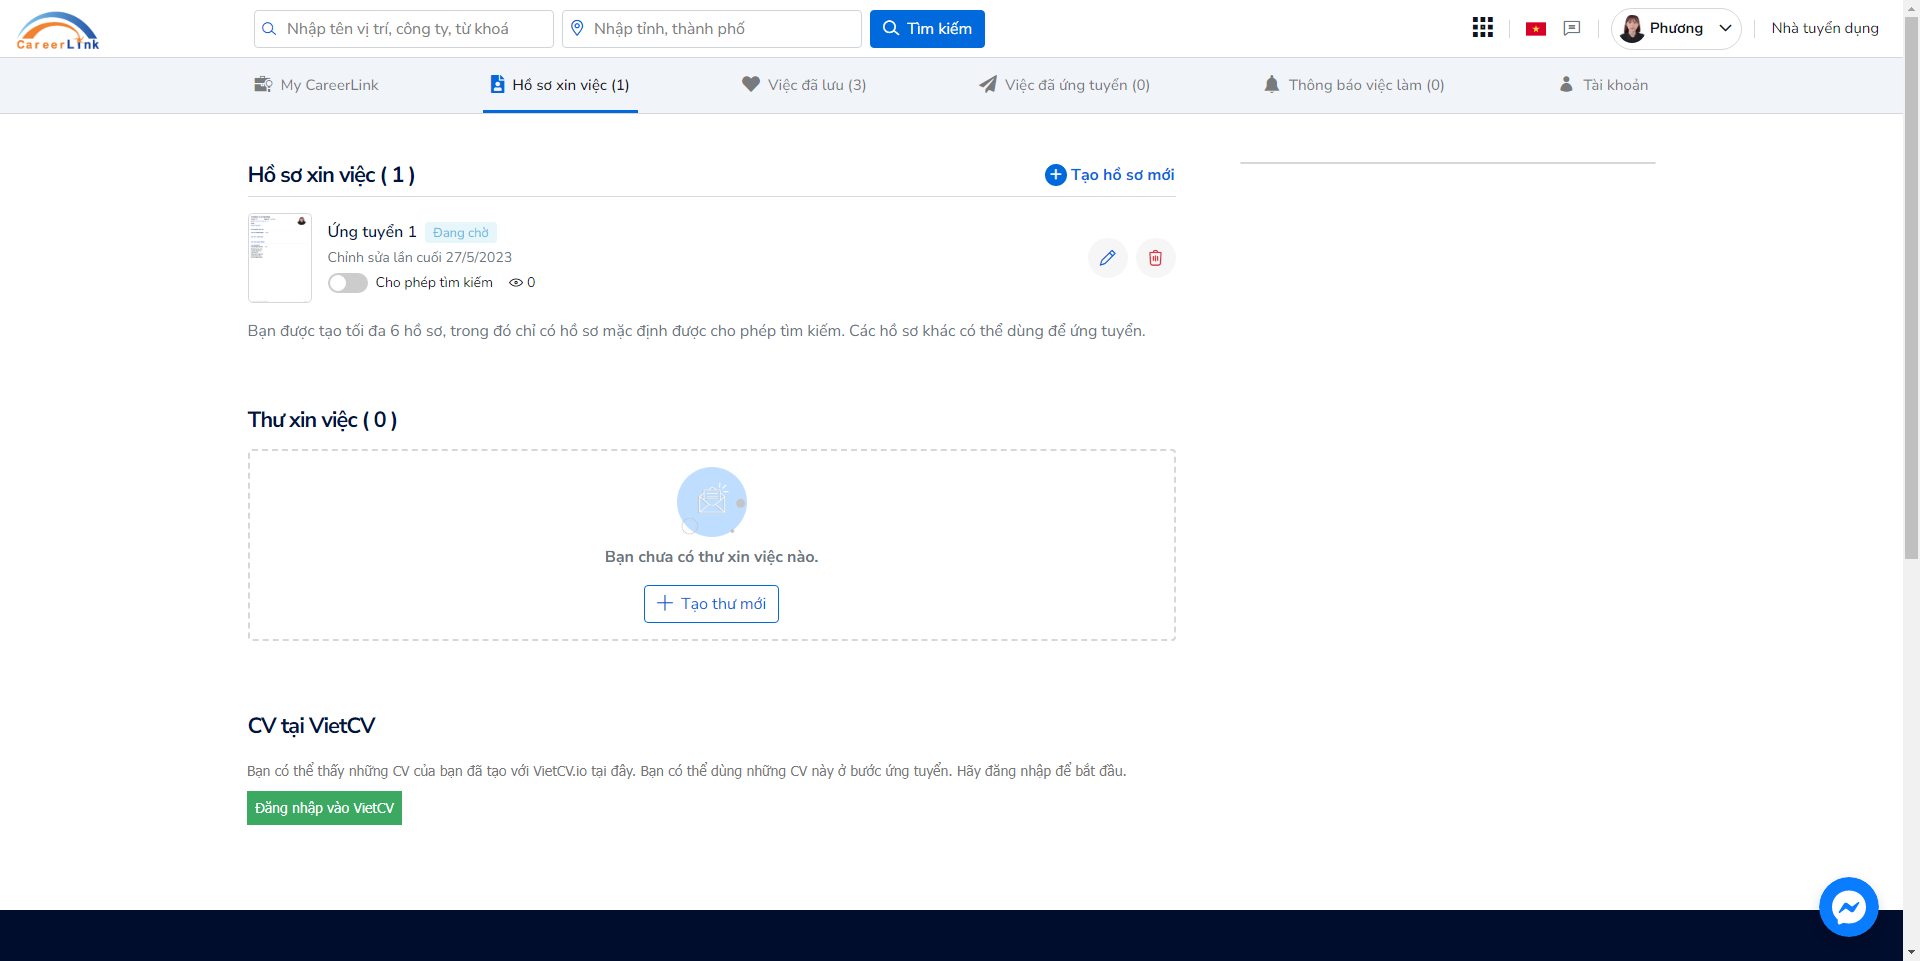 CareerLink
Nhập tên vị trí, công ty, từ khoá
Nhập tỉnh, thành phố
Tìm kiếm
Phương
Nhà tuyển dụng
My CareerLink
Hồ sơ xin việc (1)
Việc đã lưu (3)
Việc đã ứng tuyển (0)
Thông báo việc làm (0)
Tài khoản
Hồ sơ xin việc ( 1 )
Tạo hồ sơ mới
Ứng tuyển 1
Đang chờ
Chỉnh sửa lần cuối 27/5/2023
Cho phép tìm kiếm
0
Bạn được tạo tối đa 6 hồ sơ, trong đó chỉ có hồ sơ mặc định được cho phép tìm kiếm. Các hồ sơ khác có thể dùng để ứng tuyển.
Thư xin việc ( 0 )
Bạn chưa có thư xin việc nào.
Tạo thư mới
CV tại VietCV
Bạn có thể thấy những CV của bạn đã tạo với VietCV.io tại đây. Bạn có thể dùng những CV này ở bước ứng tuyển. Hãy đăng nhập để bắt đầu.
Đăng nhập vào VietCV